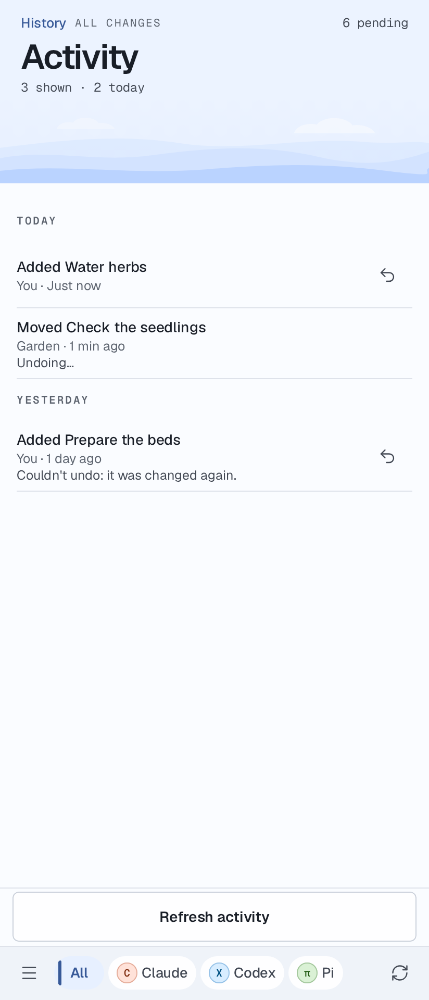 History ALL CHANGES 6 pending
Activity
3 shown · 2 today
TODAY
Added Water herbs
You · Just now
Moved Check the seedlings
Garden · 1 min ago
Undoing…
YESTERDAY
Added Prepare the beds
You · 1 day ago
Couldn't undo: it was changed again.
Refresh activity
All C Claude X Codex π Pi